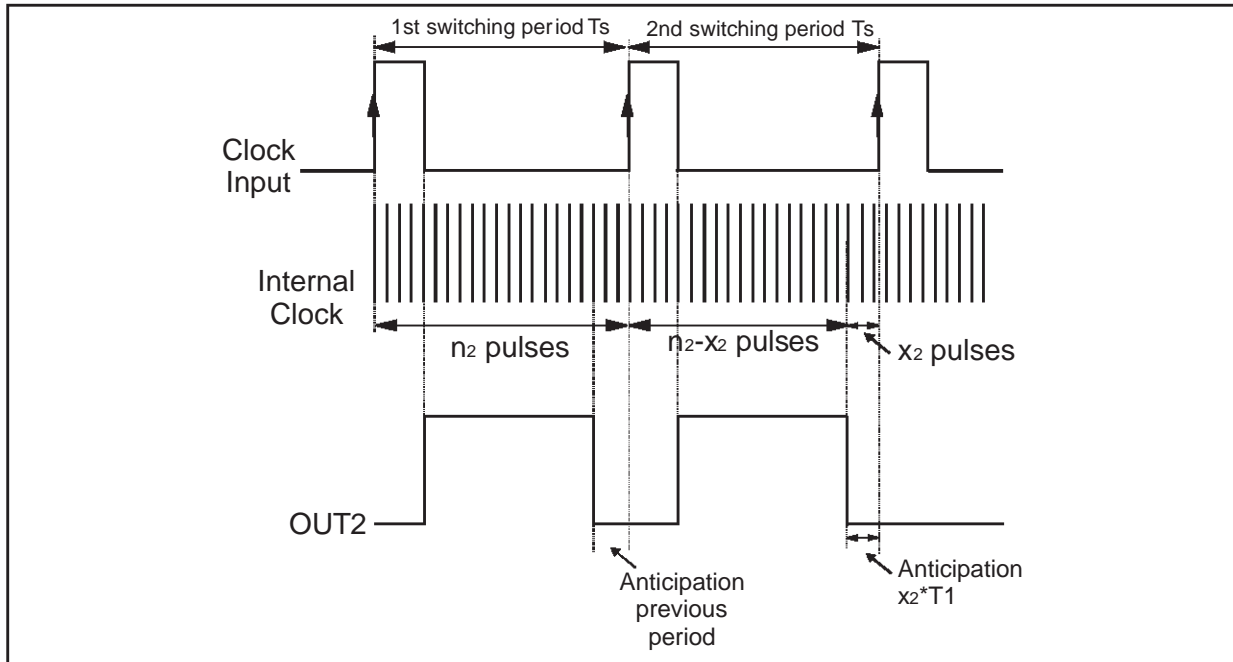 1st switching period Ts
2nd switching period Ts
Clock
Input
Internal
Clock
n2 pulses
n2-x2 pulses
x2 pulses
OUT2
Anticipation
previous
period
Anticipation
x2*T1